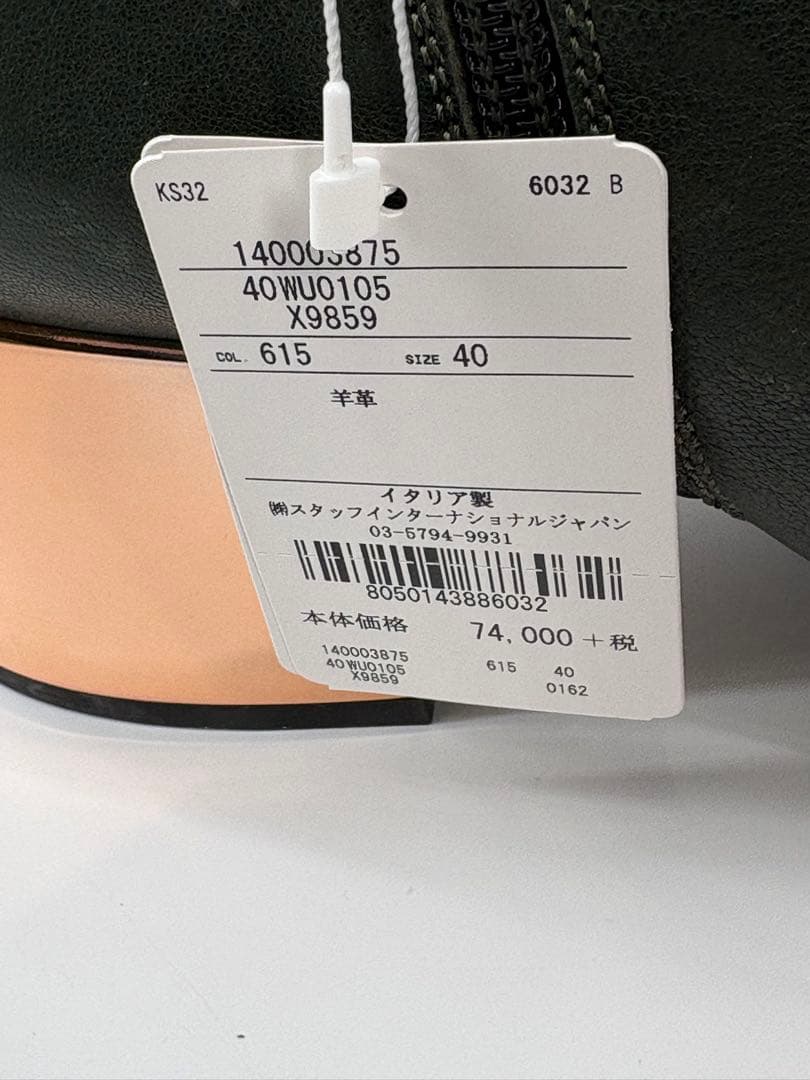 KS32 6032 B
140003875
40WU0105
X9859
COL. 615 SIZE 40
羊革
イタリア製
㈱スタッフインターナショナルジャパン
03-5794-9931
8050143886032
本体価格 74,000+税
140003875
40WU0105 615 40
X9859 0162